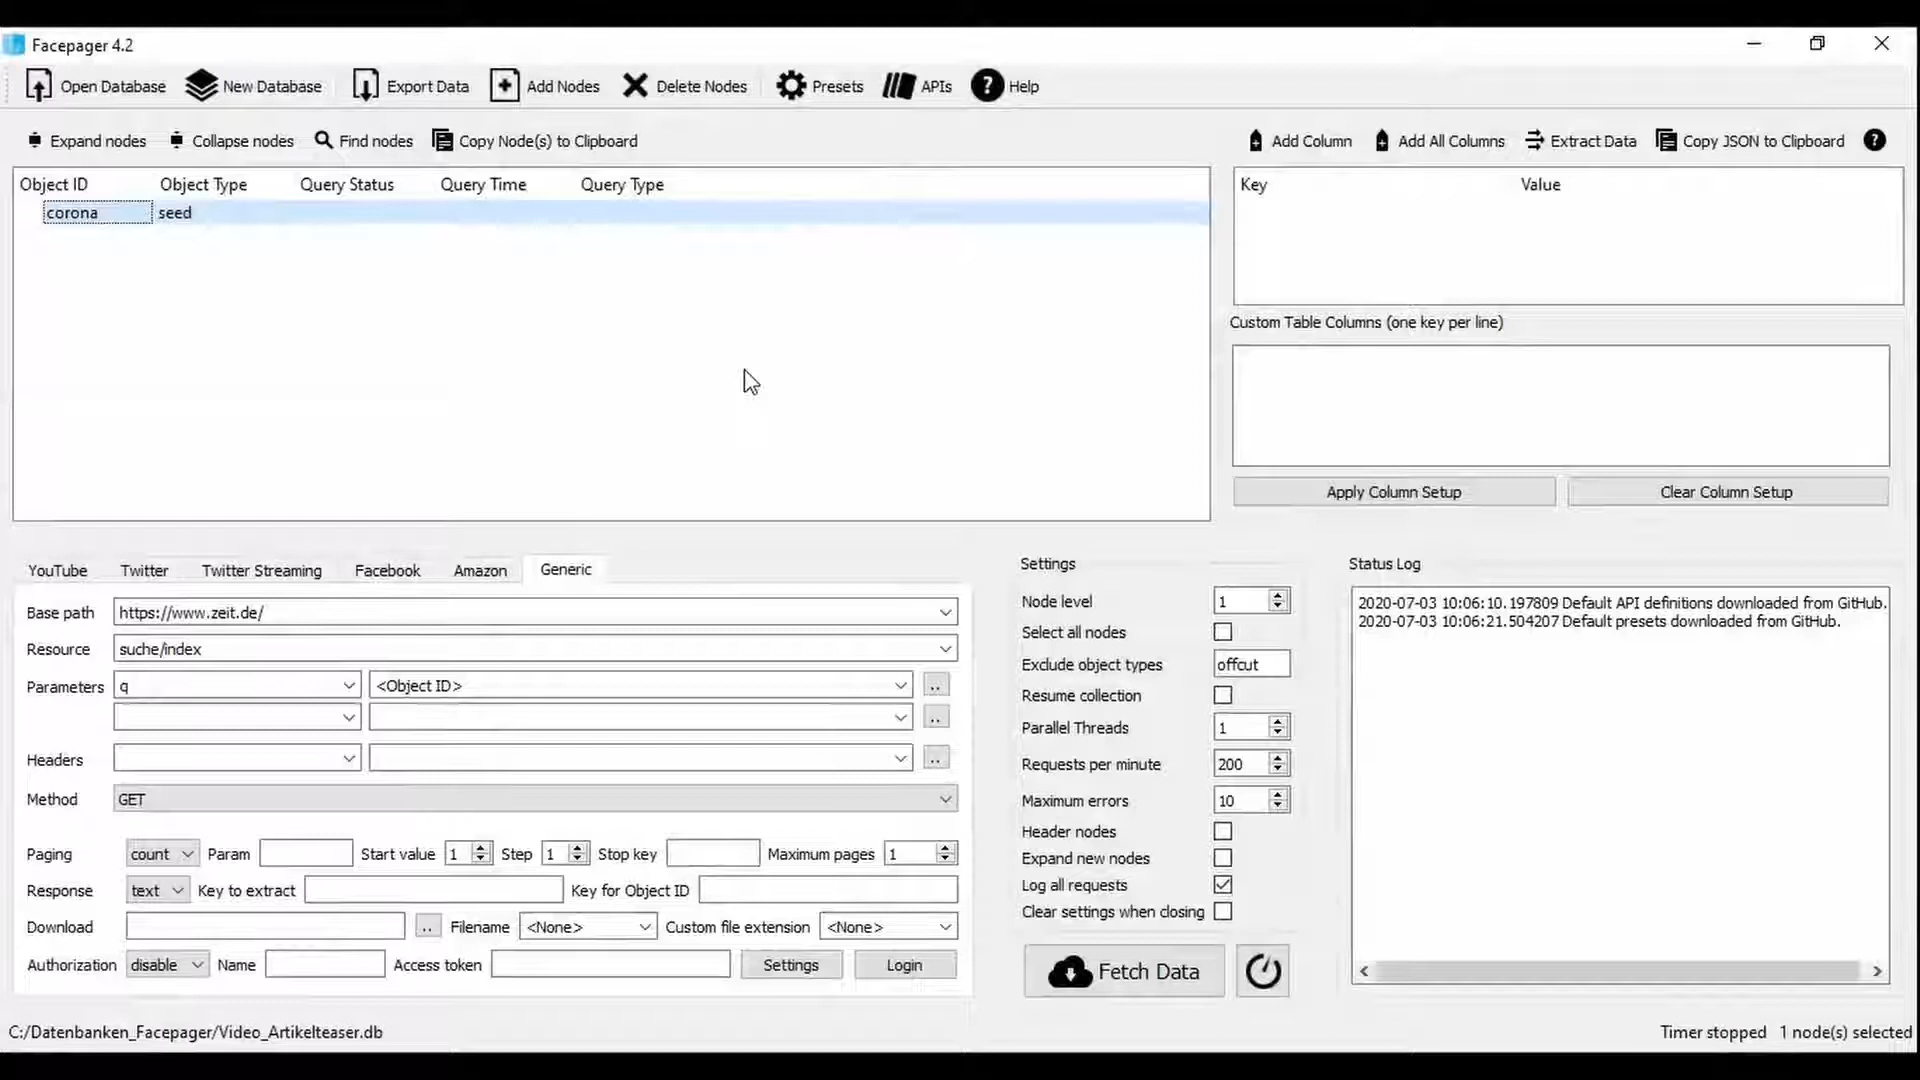 Facepager 4.2
Open Database New Database Export Data Add Nodes Delete Nodes Presets APIs ? Help
Expand nodes Collapse nodes Find nodes Copy Node(s) to Clipboard Add Column Add All Columns Extract Data Copy JSON to Clipboard ?
Object ID Object Type Query Status Query Time Query Type
corona seed
Key Value
Custom Table Columns (one key per line)
Apply Column Setup Clear Column Setup
YouTube Twitter Twitter Streaming Facebook Amazon Generic
Base path https://www.zeit.de/
Resource suche/index
Parameters q <Object ID> ..
..
Headers ..
Method GET
Paging count Param Start value 1 Step 1 Stop key Maximum pages 1
Response text Key to extract Key for Object ID
Download .. Filename <None> Custom file extension <None>
Authorization disable Name Access token Settings Login
Settings
Node level 1
Select all nodes
Exclude object types offcut
Resume collection
Parallel Threads 1
Requests per minute 200
Maximum errors 10
Header nodes
Expand new nodes
Log all requests
Clear settings when closing
Fetch Data
Status Log
2020-07-03 10:06:10.197809 Default API definitions downloaded from GitHub.
2020-07-03 10:06:21.504207 Default presets downloaded from GitHub.
C:/Datenbanken_Facepager/Video_Artikelteaser.db Timer stopped 1 node(s) selected